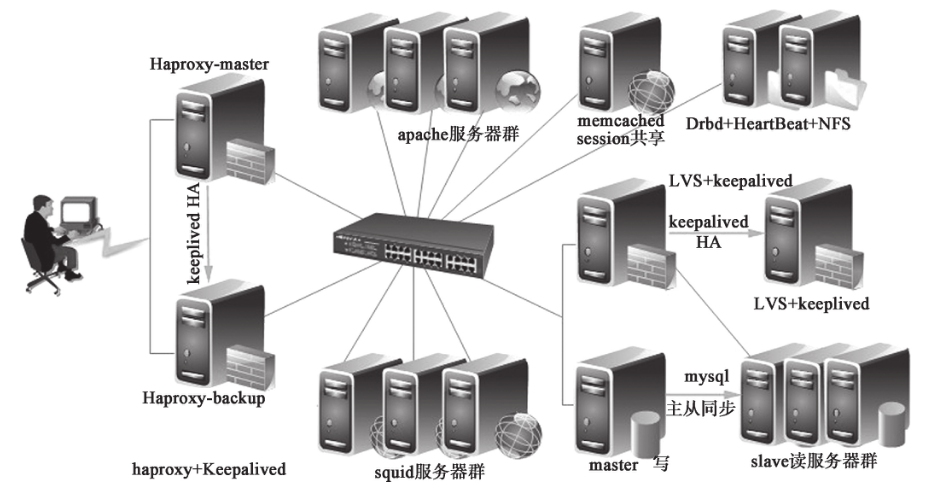 Haproxy-master
apache服务器群
memcached
session共享
Drbd+HeartBeat+NFS
keeplived HA
LVS+keepalived
keepalived
HA
LVS+keeplived
Haproxy-backup
mysql
主从同步
haproxy+Keepalived
squid服务器群
master 写
slave读服务器群